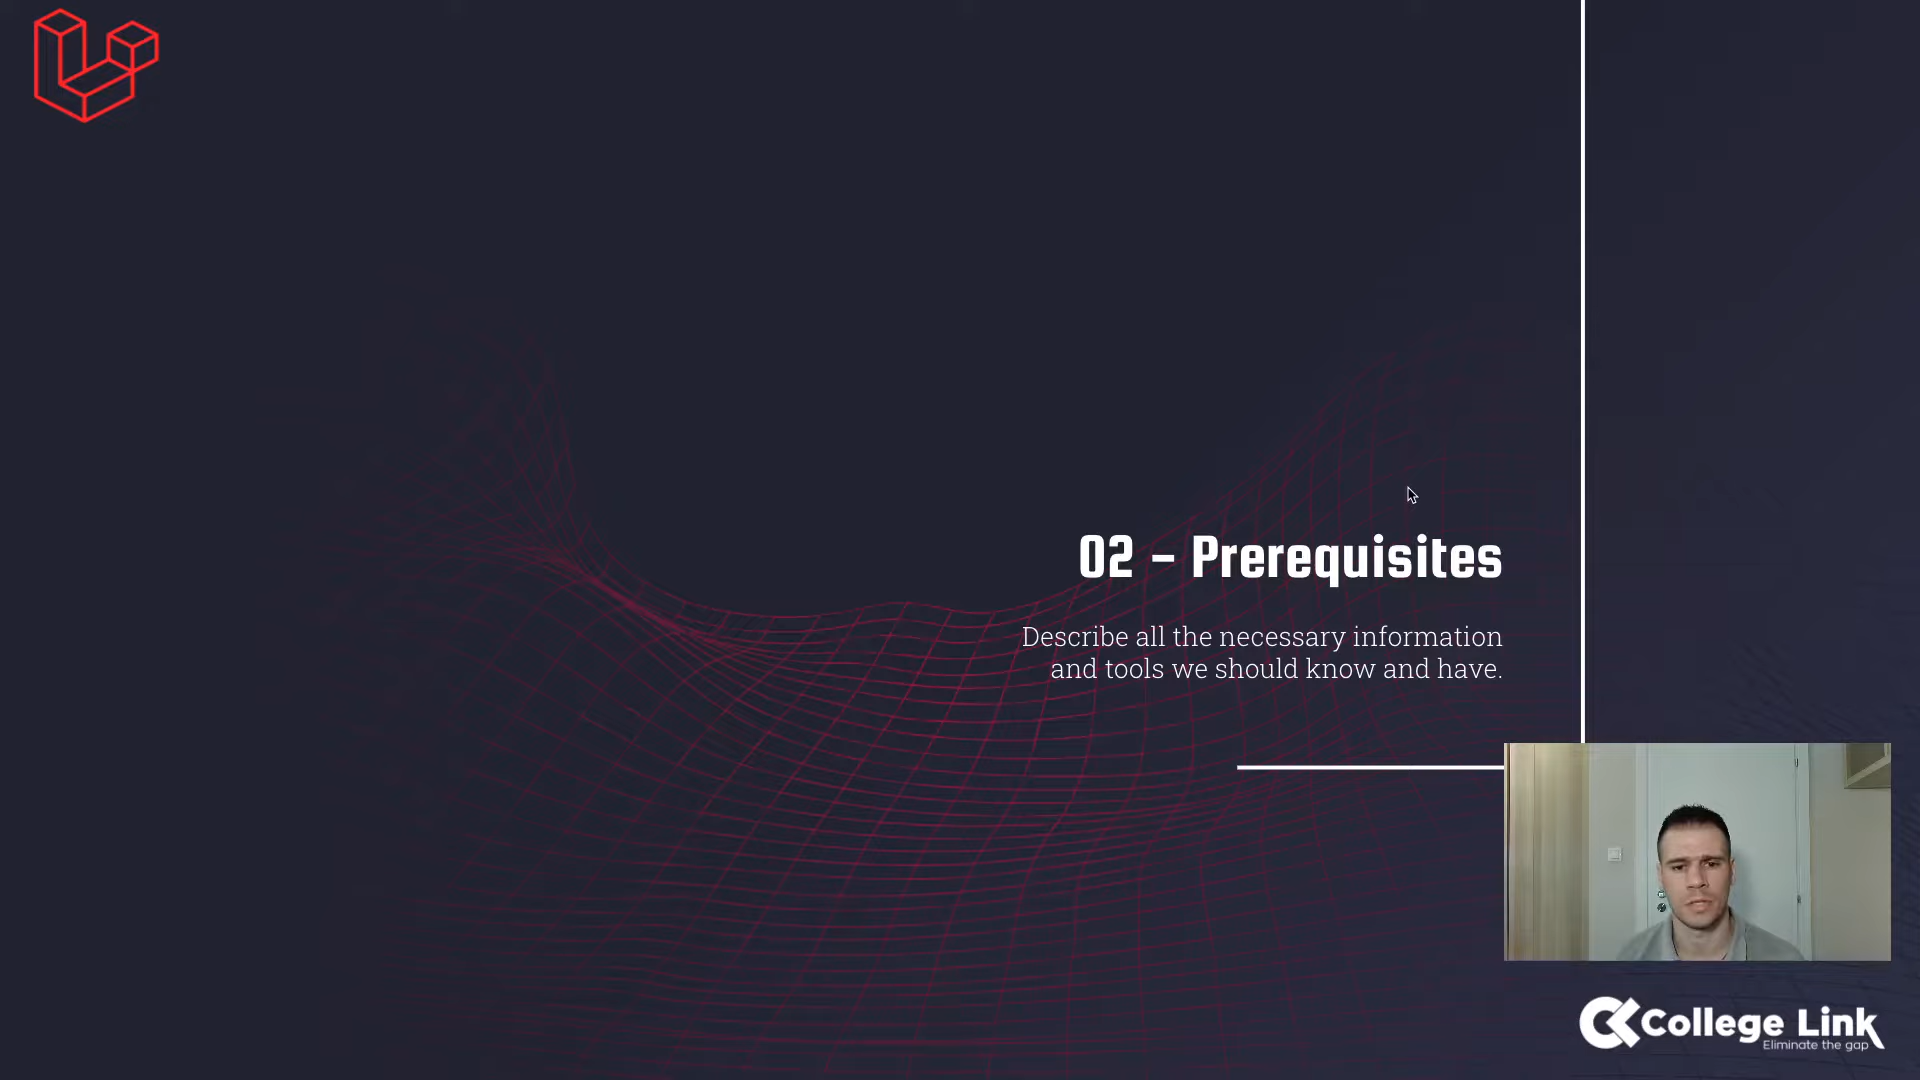 02 – Prerequisites
Describe all the necessary information
and tools we should know and have.
College Link
Eliminate the gap